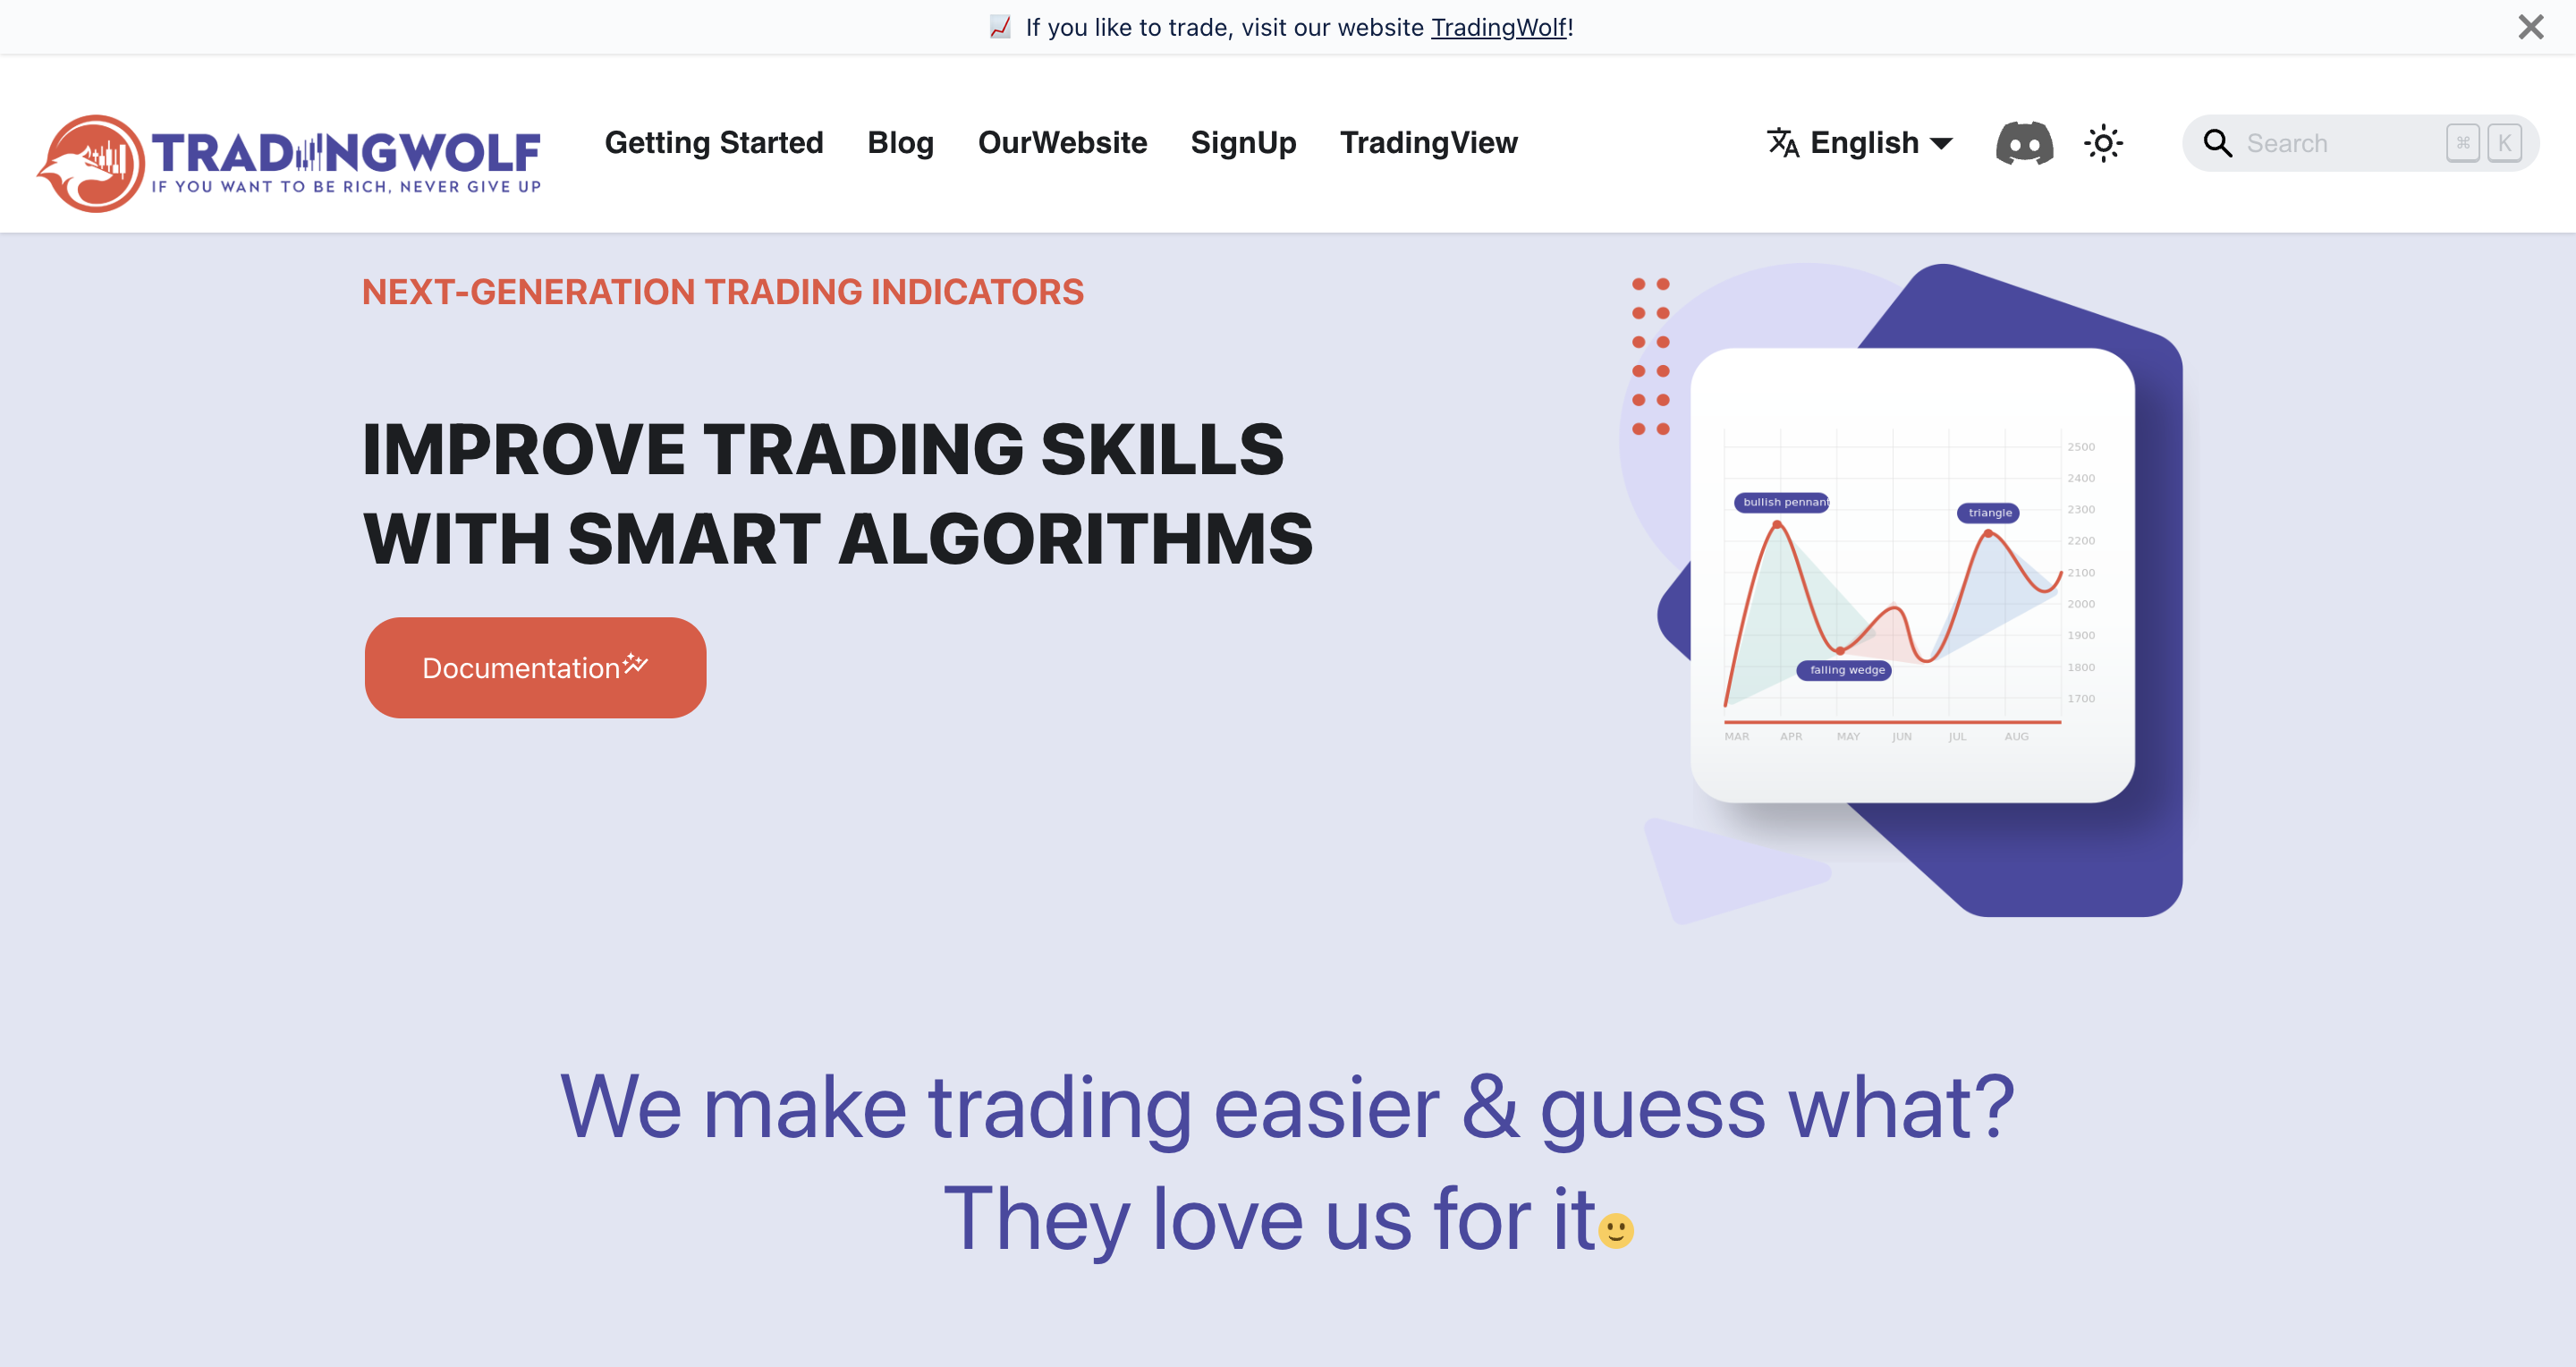 If you like to trade, visit our website TradingWolf!
TRADINGWOLF
IF YOU WANT TO BE RICH, NEVER GIVE UP
Getting Started
Blog
OurWebsite
SignUp
TradingView
English
Search
⌘ K
NEXT-GENERATION TRADING INDICATORS
IMPROVE TRADING SKILLS
WITH SMART ALGORITHMS
Documentation
2500
2400
bullish pennant
2300
triangle
2200
2100
2000
1900
1800
falling wedge
1700
MAR APR MAY JUN JUL AUG
We make trading easier & guess what?
They love us for it🙂